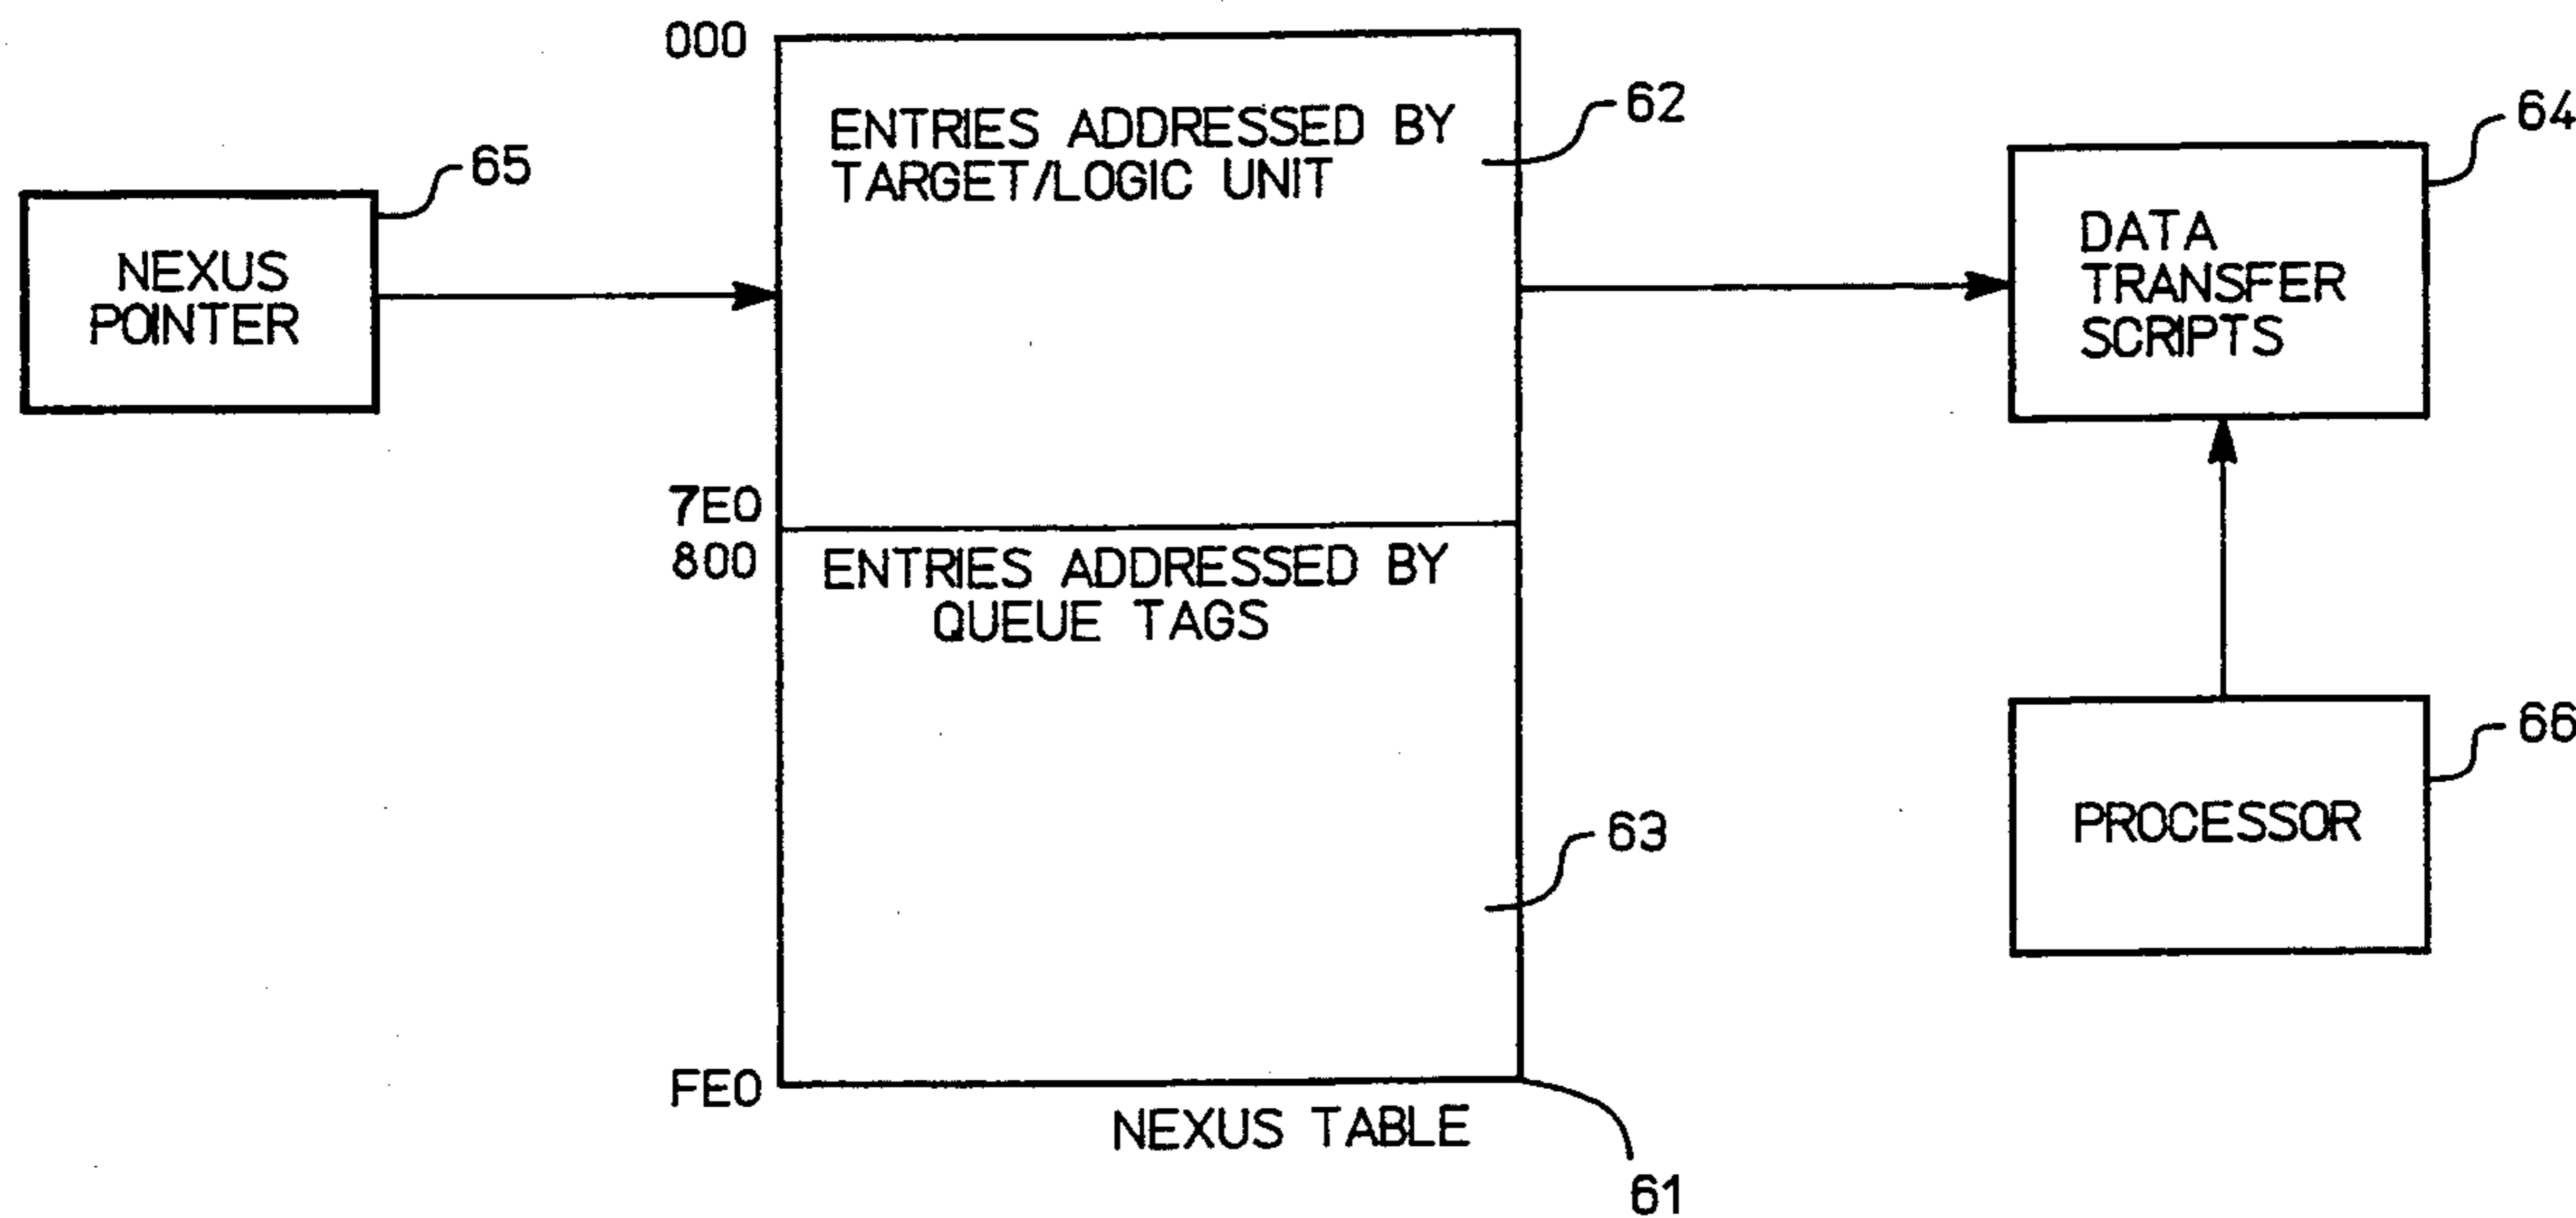 000
ENTRIES ADDRESSED BY
TARGET/LOGIC UNIT
62
64
65
NEXUS
POINTER
DATA
TRANSFER
SCRIPTS
7E0
800
ENTRIES ADDRESSED BY
QUEUE TAGS
66
PROCESSOR
63
FE0
NEXUS TABLE
61